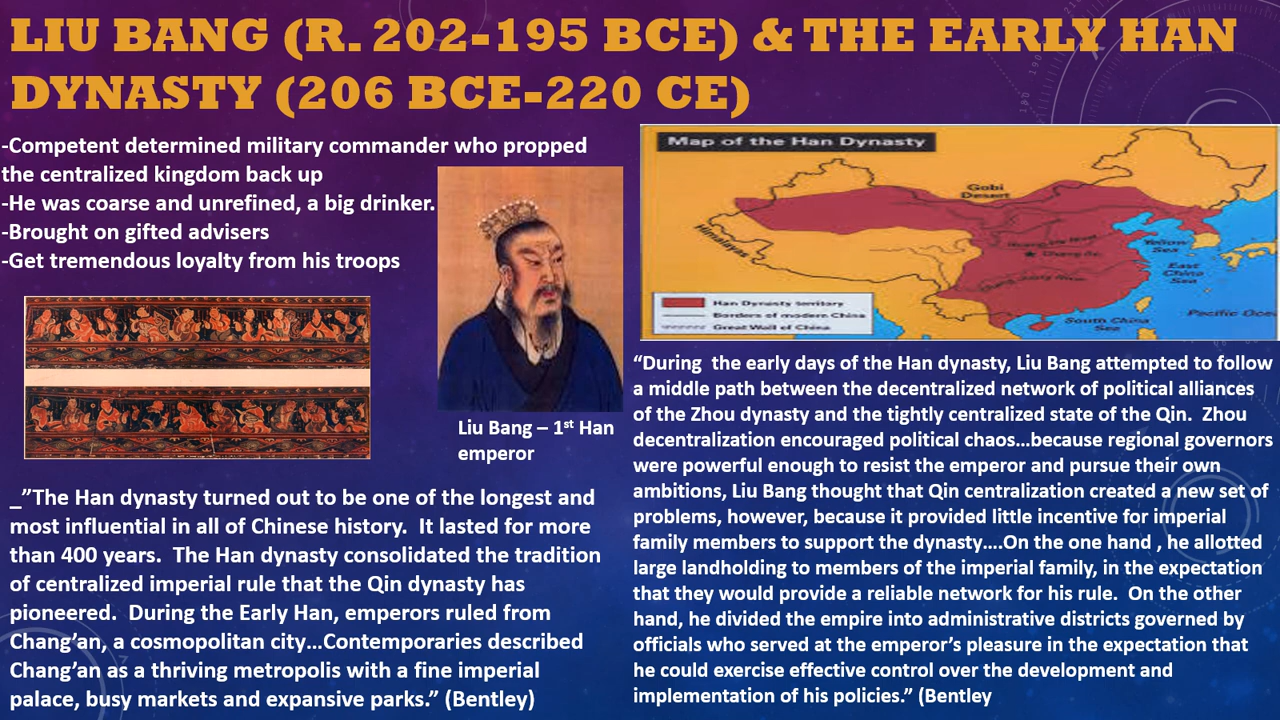 LIU BANG (R. 202-195 BCE) & THE EARLY HAN
DYNASTY (206 BCE-220 CE)
-Competent determined military commander who propped
the centralized kingdom back up
-He was coarse and unrefined, a big drinker.
-Brought on gifted advisers
-Get tremendous loyalty from his troops
Liu Bang – 1st Han
emperor
_”The Han dynasty turned out to be one of the longest and
most influential in all of Chinese history.  It lasted for more
than 400 years.  The Han dynasty consolidated the tradition
of centralized imperial rule that the Qin dynasty has
pioneered.  During the Early Han, emperors ruled from
Chang’an, a cosmopolitan city…Contemporaries described
Chang’an as a thriving metropolis with a fine imperial
palace, busy markets and expansive parks.” (Bentley)
Map of the Han Dynasty
Gobi
Desert
Himalayas
Huang He River
Chang'an
Chang Jiang River
Yellow
Sea
East
China
Sea
South China
Sea
Pacific Oce
Han Dynasty territory
Borders of modern China
Great Wall of China
“During  the early days of the Han dynasty, Liu Bang attempted to follow
a middle path between the decentralized network of political alliances
of the Zhou dynasty and the tightly centralized state of the Qin.  Zhou
decentralization encouraged political chaos…because regional governors
were powerful enough to resist the emperor and pursue their own
ambitions, Liu Bang thought that Qin centralization created a new set of
problems, however, because it provided little incentive for imperial
family members to support the dynasty….On the one hand , he allotted
large landholding to members of the imperial family, in the expectation
that they would provide a reliable network for his rule.  On the other
hand, he divided the empire into administrative districts governed by
officials who served at the emperor’s pleasure in the expectation that
he could exercise effective control over the development and
implementation of his policies.” (Bentley